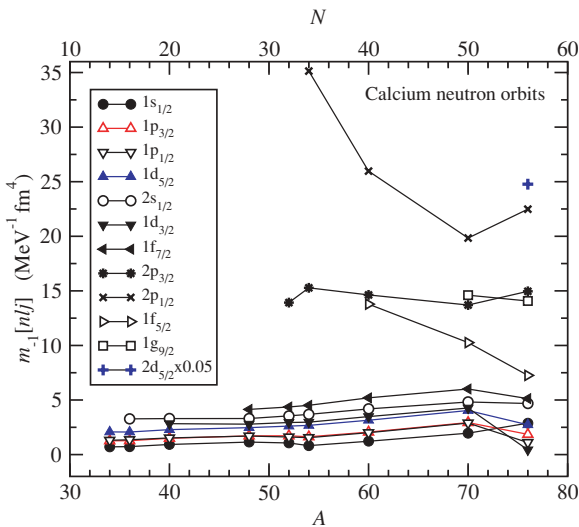 N
10 20 30 40 50 60
35
30
25
20
15
10
5
0
m₋₁[nlj] (MeV⁻¹ fm⁴)
Calcium neutron orbits
1s₁/₂
1p₃/₂
1p₁/₂
1d₅/₂
2s₁/₂
1d₃/₂
1f₇/₂
2p₃/₂
2p₁/₂
1f₅/₂
1g₉/₂
2d₅/₂x0.05
30 40 50 60 70 80
A